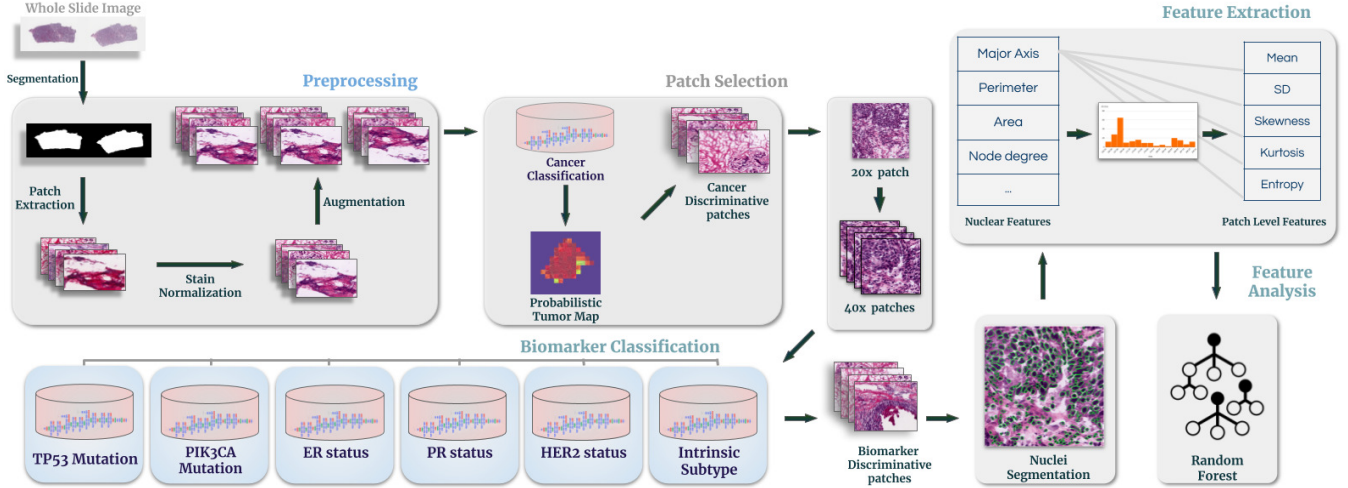 Whole Slide Image
Segmentation
Preprocessing
Patch
Extraction
Stain
Normalization
Augmentation
Patch Selection
Cancer
Classification
Probabilistic
Tumor Map
Cancer
Discriminative
patches
20x patch
40x patches
Biomarker Classification
TP53 Mutation
PIK3CA
Mutation
ER status
PR status
HER2 status
Intrinsic
Subtype
Biomarker
Discriminative
patches
Nuclei
Segmentation
Feature Extraction
Major Axis
Perimeter
Area
Node degree
...
Nuclear Features
Mean
SD
Skewness
Kurtosis
Entropy
Patch Level Features
Feature
Analysis
Random
Forest